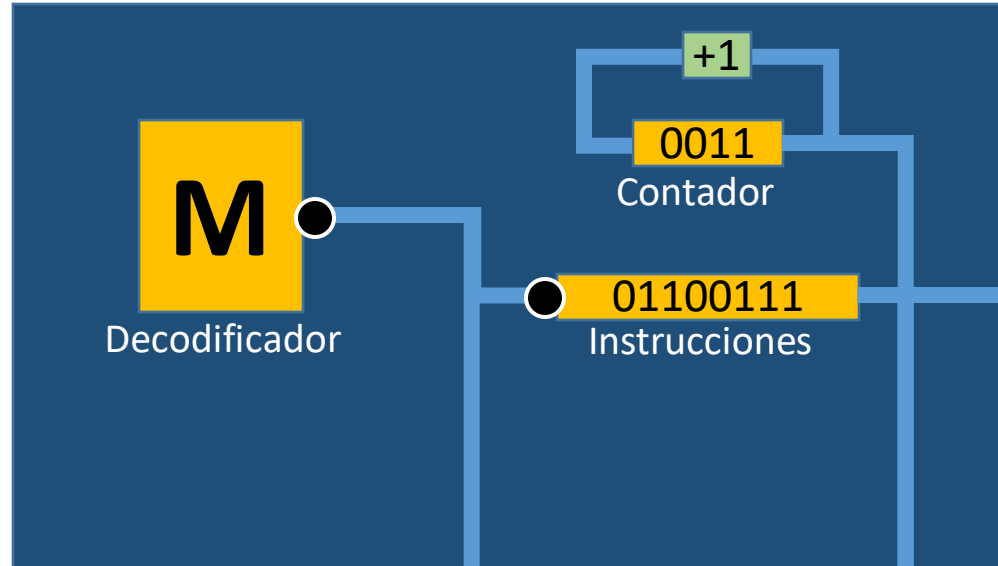 +1
0011
Contador
M
Decodificador
01100111
Instrucciones